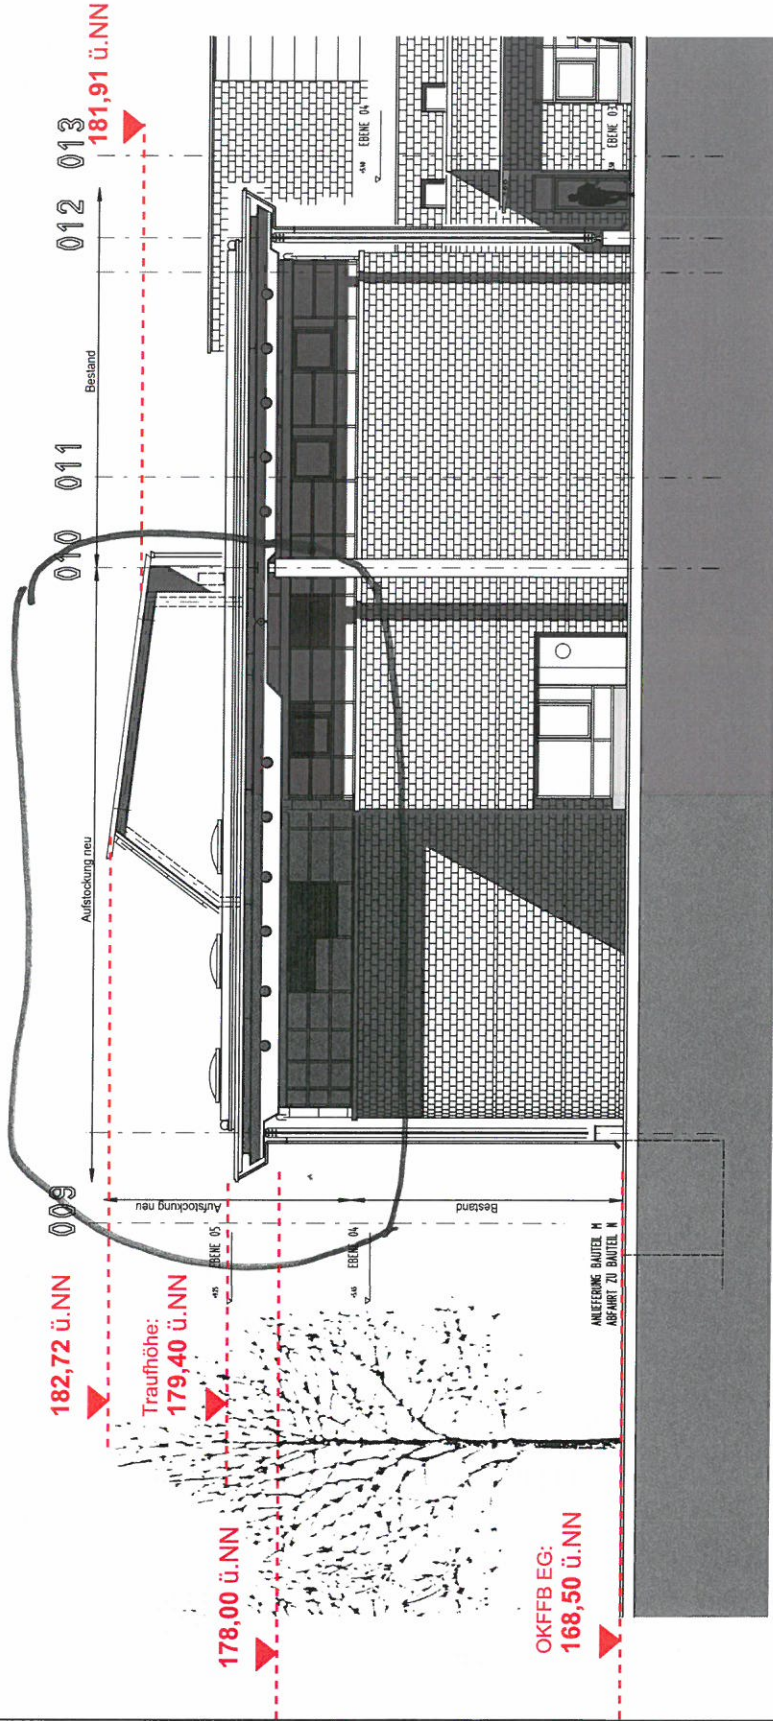 009
010
011
012
013
181,91 ü.NN
Aufstockung neu
Bestand
182,72 ü.NN
Traufhöhe:
179,40 ü.NN
178,00 ü.NN
OKFFB EG:
168,50 ü.NN
EBENE 05
EBENE 04
Aufstockung neu
Bestand
ANLIEFERUNG BAUTEIL M
ABFAHRT ZU BAUTEIL N
EBENE 04
EBENE 03